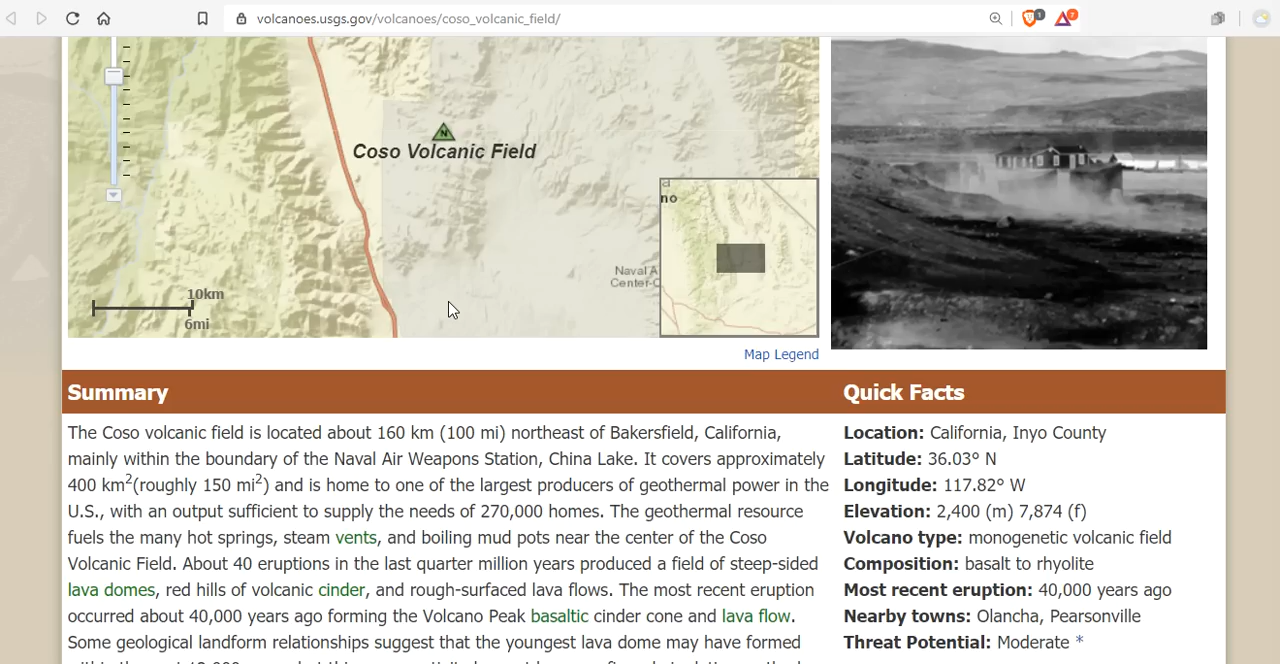 volcanoes.usgs.gov/volcanoes/coso_volcanic_field/
1
7
N
Coso Volcanic Field
no
Naval A
Center-C
10km
6mi
Map Legend
Summary
The Coso volcanic field is located about 160 km (100 mi) northeast of Bakersfield, California,
mainly within the boundary of the Naval Air Weapons Station, China Lake. It covers approximately
400 km2(roughly 150 mi2) and is home to one of the largest producers of geothermal power in the
U.S., with an output sufficient to supply the needs of 270,000 homes. The geothermal resource
fuels the many hot springs, steam vents, and boiling mud pots near the center of the Coso
Volcanic Field. About 40 eruptions in the last quarter million years produced a field of steep-sided
lava domes, red hills of volcanic cinder, and rough-surfaced lava flows. The most recent eruption
occurred about 40,000 years ago forming the Volcano Peak basaltic cinder cone and lava flow.
Some geological landform relationships suggest that the youngest lava dome may have formed
Quick Facts
Location: California, Inyo County
Latitude: 36.03° N
Longitude: 117.82° W
Elevation: 2,400 (m) 7,874 (f)
Volcano type: monogenetic volcanic field
Composition: basalt to rhyolite
Most recent eruption: 40,000 years ago
Nearby towns: Olancha, Pearsonville
Threat Potential: Moderate *